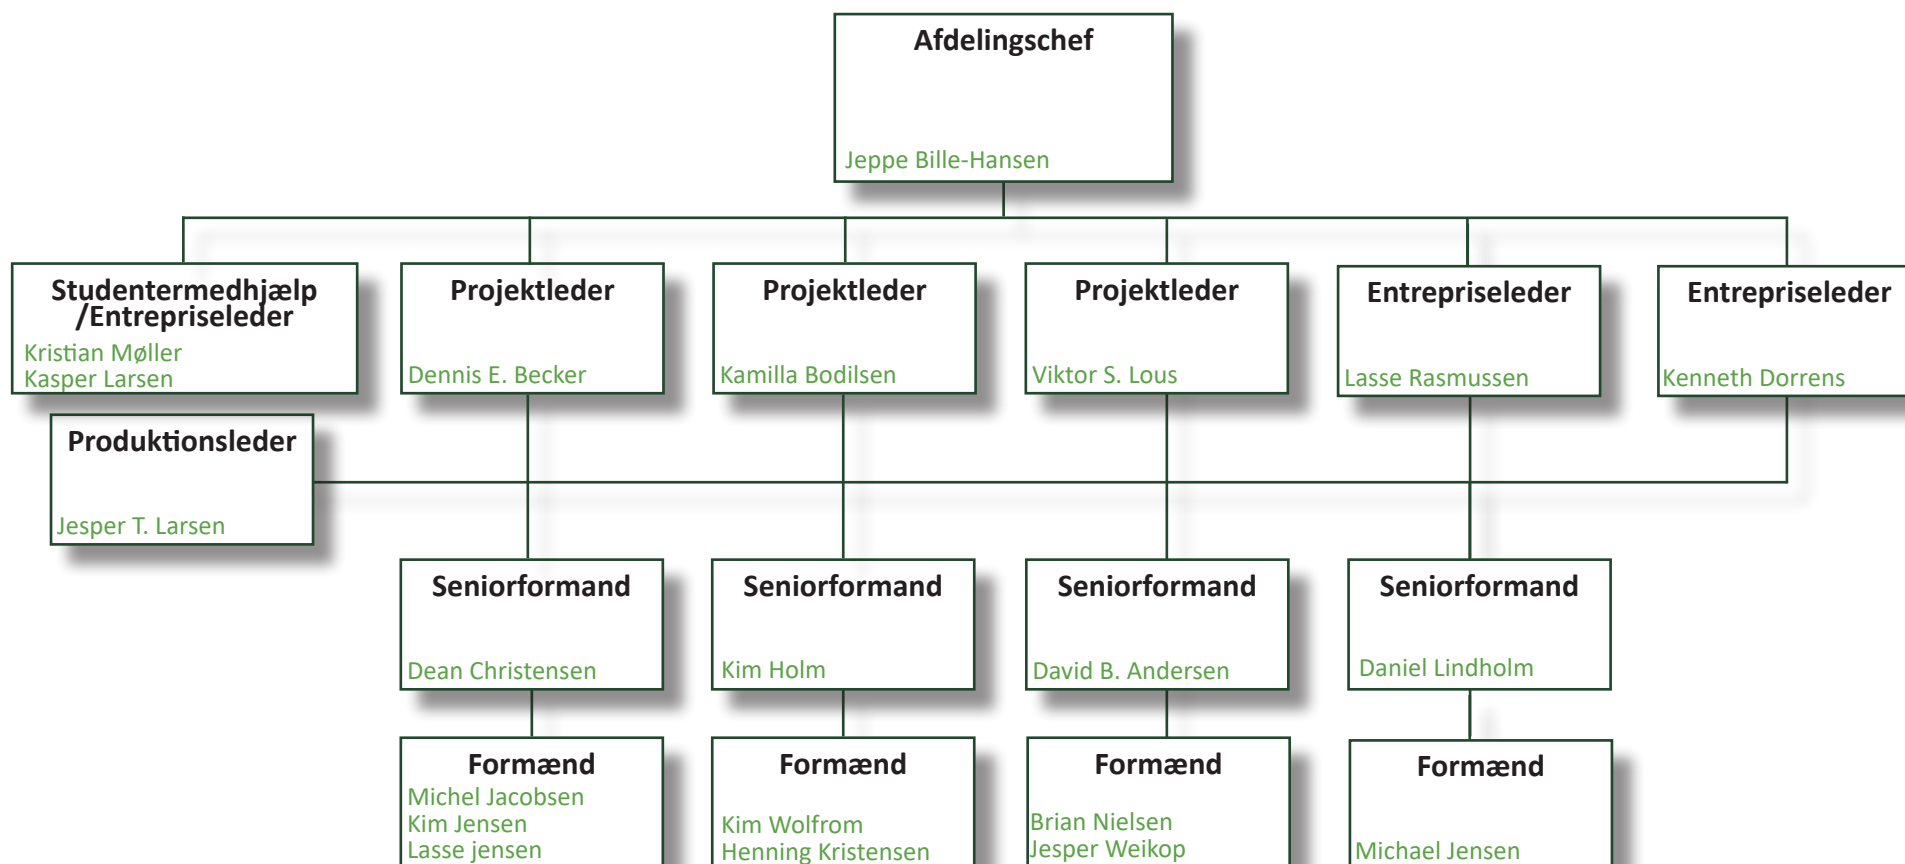 Afdelingschef
Jeppe Bille-Hansen
Studentermedhjælp
/Entrepriseleder
Kristian Møller
Kasper Larsen
Projektleder
Dennis E. Becker
Projektleder
Kamilla Bodilsen
Projektleder
Viktor S. Lous
Entrepriseleder
Lasse Rasmussen
Entrepriseleder
Kenneth Dorrens
Produktionsleder
Jesper T. Larsen
Seniorformand
Dean Christensen
Seniorformand
Kim Holm
Seniorformand
David B. Andersen
Seniorformand
Daniel Lindholm
Formænd
Michel Jacobsen
Kim Jensen
Lasse jensen
Formænd
Kim Wolfrom
Henning Kristensen
Formænd
Brian Nielsen
Jesper Weikop
Formænd
Michael Jensen